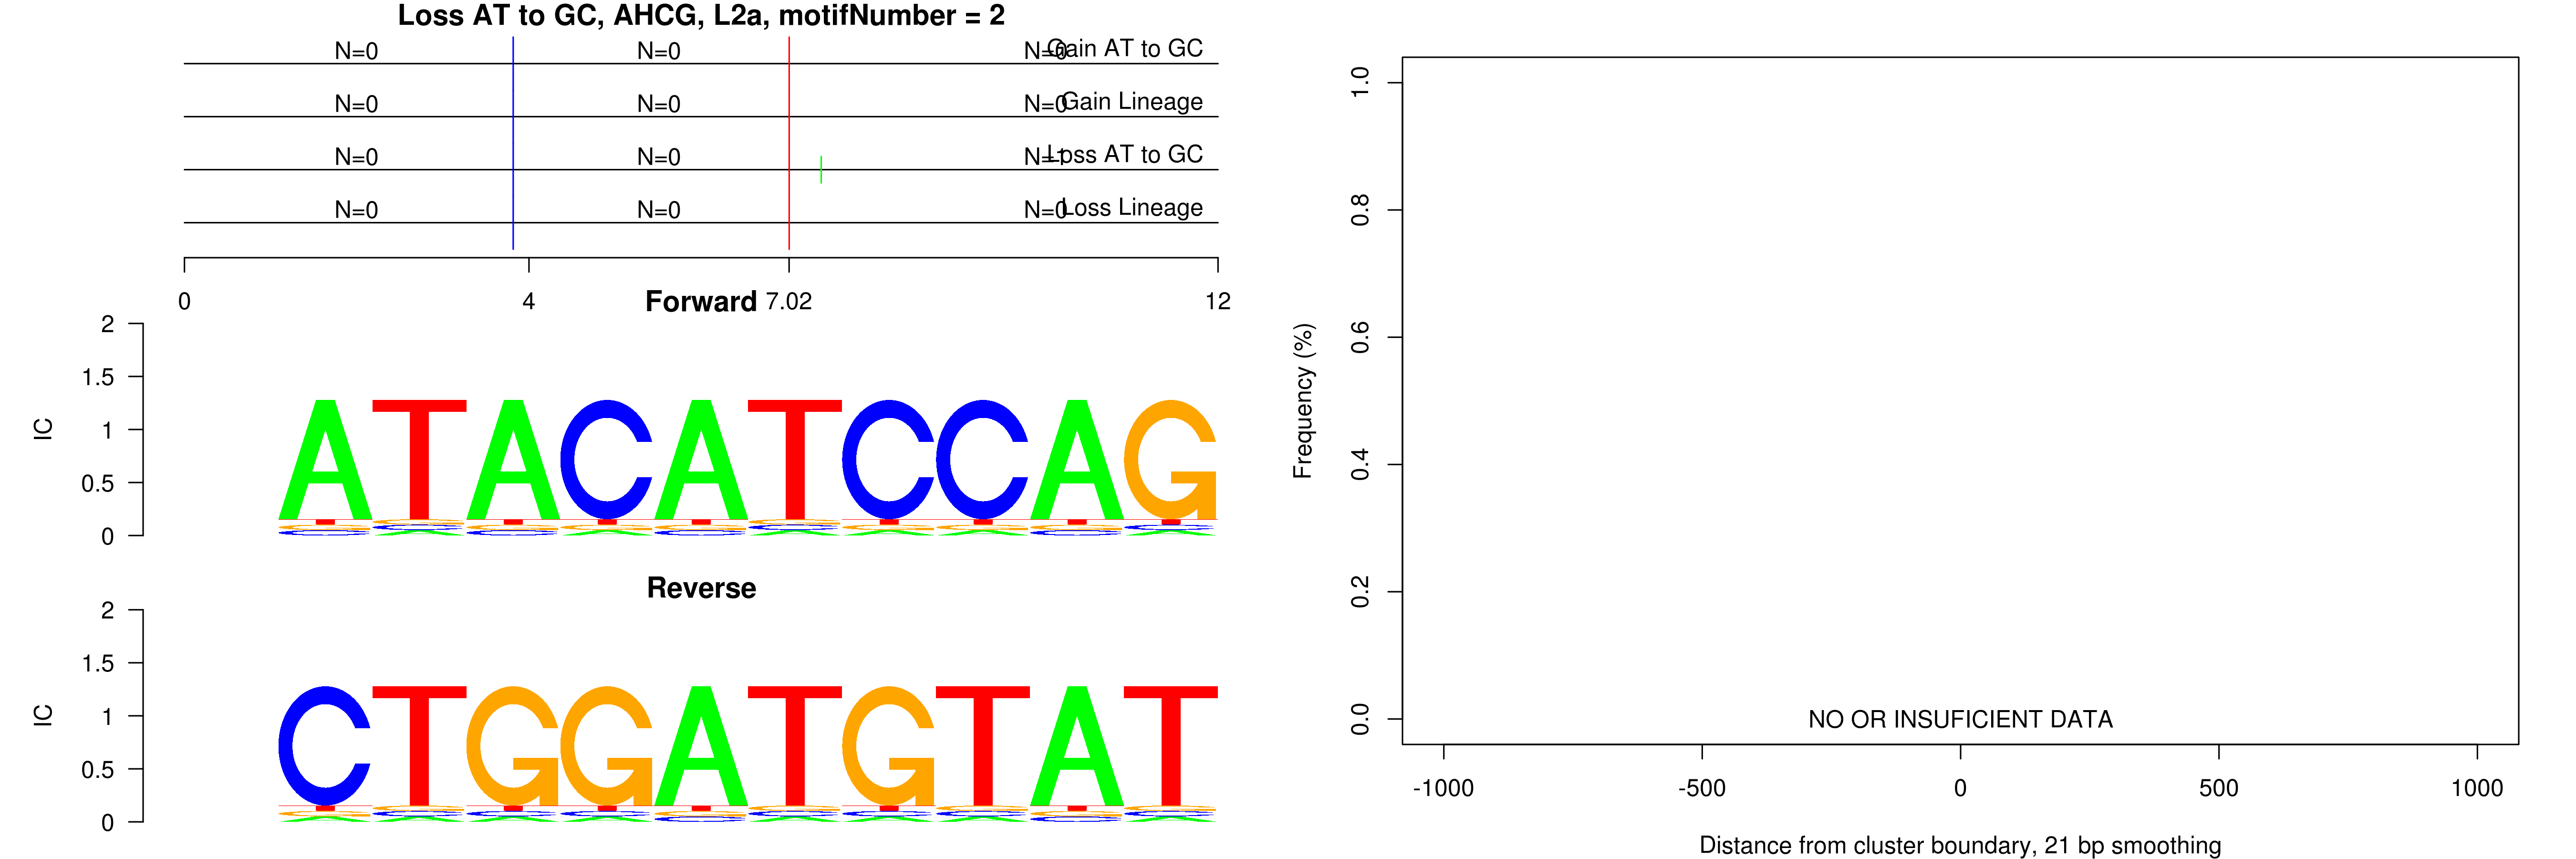 Loss AT to GC, AHCG, L2a, motifNumber = 2
N=0 N=0 N=0 Gain AT to GC
N=0 N=0 N=0 Gain Lineage
N=0 N=0 N=1 Loss AT to GC
N=0 N=0 N=0 Loss Lineage
0 4 7.02 12
Forward
2
1.5
1
0.5
0
IC
ATACATCCAG
Reverse
2
1.5
1
0.5
0
IC
CTGGATGTAT
1.0
0.8
0.6
0.4
0.2
0.0
Frequency (%)
NO OR INSUFICIENT DATA
-1000 -500 0 500 1000
Distance from cluster boundary, 21 bp smoothing